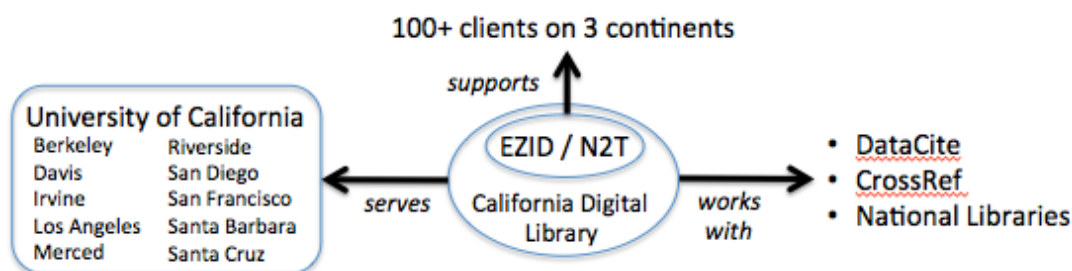 100+ clients on 3 continents
supports
University of California
Berkeley Riverside
Davis San Diego
Irvine San Francisco
Los Angeles Santa Barbara
Merced Santa Cruz
serves
EZID / N2T
California Digital
Library
works
with
• DataCite
• CrossRef
• National Libraries